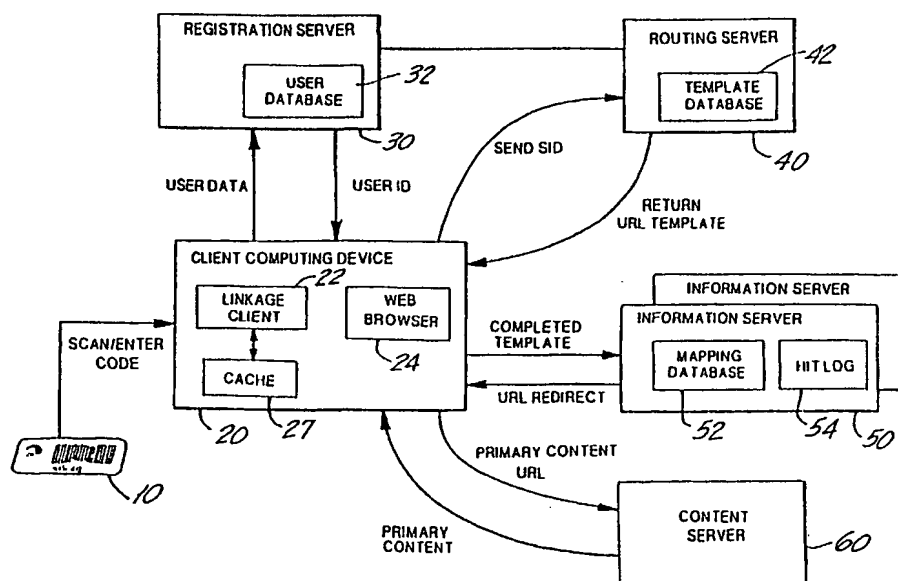 REGISTRATION SERVER
USER
DATABASE
32
30
ROUTING SERVER
42
TEMPLATE
DATABASE
40
SEND SID
USER DATA
USER ID
RETURN
URL TEMPLATE
CLIENT COMPUTING DEVICE
22
LINKAGE
CLIENT
WEB
BROWSER
24
CACHE
20
27
SCAN/ENTER
CODE
10
COMPLETED
TEMPLATE
URL REDIRECT
INFORMATION SERVER
INFORMATION SERVER
MAPPING
DATABASE
HIT LOG
52
54
50
PRIMARY CONTENT
URL
PRIMARY
CONTENT
CONTENT
SERVER
60